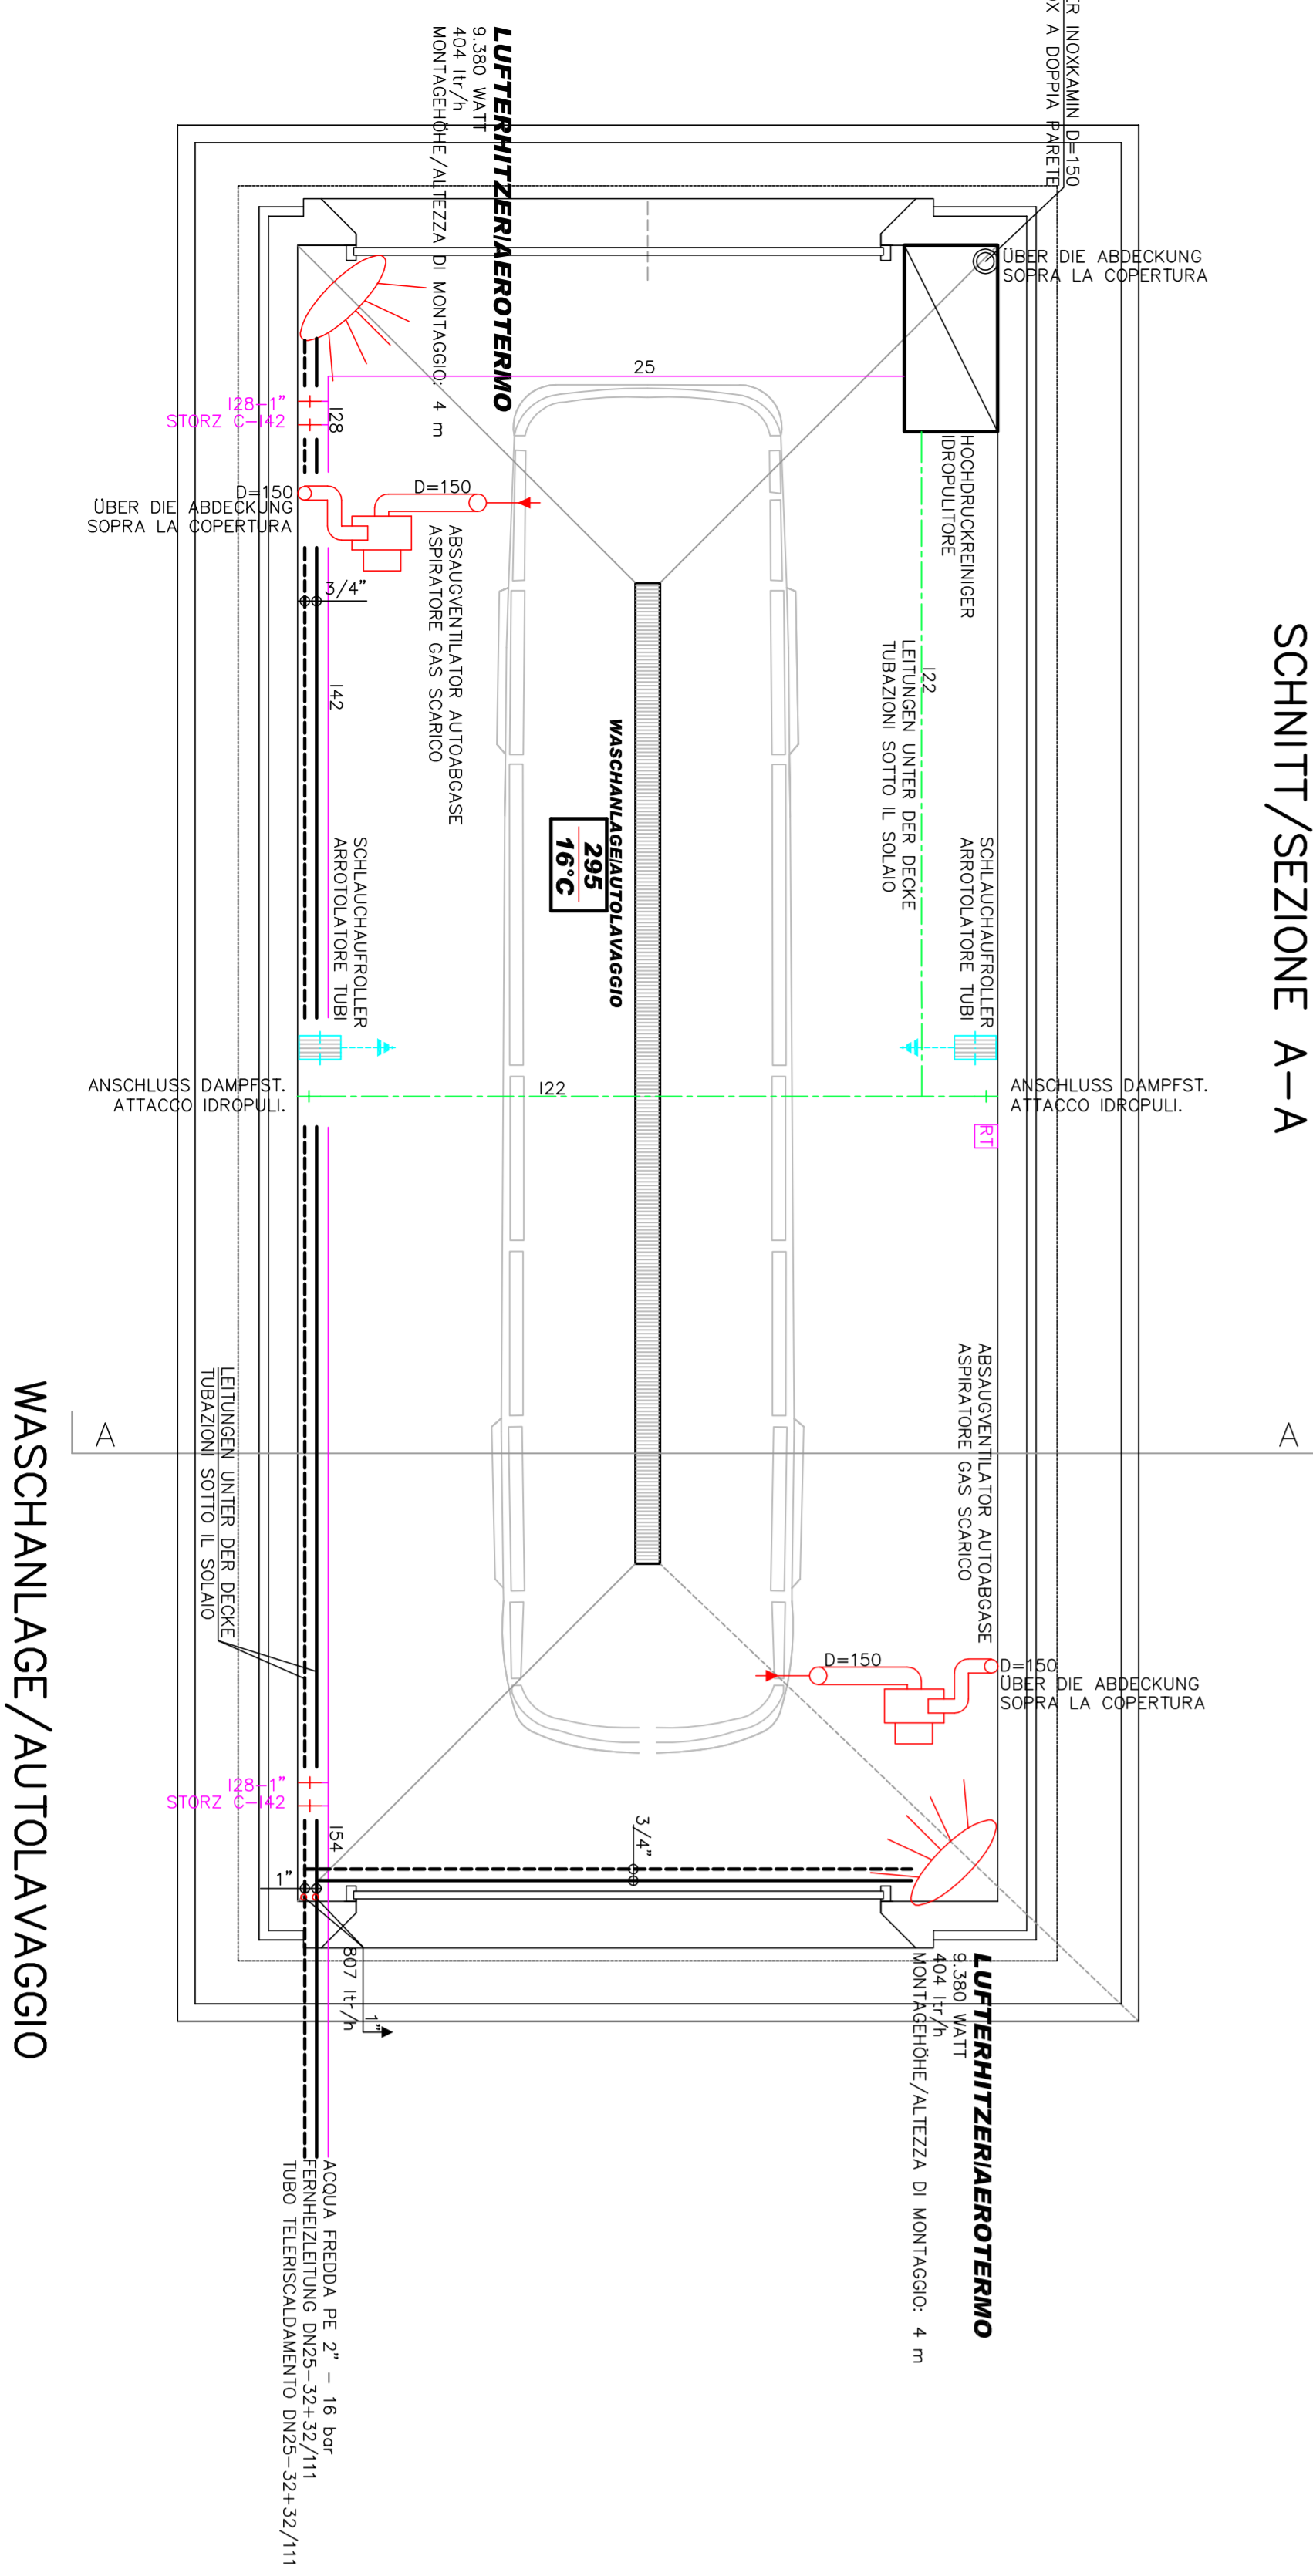 ER INOXKAMIN D=150
OX A DOPPIA PARETE
LUFTERHITZER/AEROTERMO
9.380 WATT
404 ltr/h
MONTAGEHÖHE/ALTEZZA DI MONTAGGIO: 4 m
ÜBER DIE ABDECKUNG
SOPRA LA COPERTURA
25
128-1"
STORZ C-142
128
HOCHDRUCKREINIGER
IDROPULITORE
D=150
ÜBER DIE ABDECKUNG
SOPRA LA COPERTURA
D=150
ABSAUGVENTILATOR AUTOABGASE
ASPIRATORE GAS SCARICO
3/4"
142
122
LEITUNGEN UNTER DER DECKE
TUBAZIONI SOTTO IL SOLAIO
WASCHANLAGE/AUTOLAVAGGIO
295
16°C
SCHNITT/SEZIONE A-A
SCHLAUCHAUFROLLER
ARROTOLATORE TUBI
SCHLAUCHAUFROLLER
ARROTOLATORE TUBI
ANSCHLUSS DAMPFST.
ATTACCO IDROPULI.
122
ANSCHLUSS DAMPFST.
ATTACCO IDROPULI.
RT
A
A
LEITUNGEN UNTER DER DECKE
TUBAZIONI SOTTO IL SOLAIO
ABSAUGVENTILATOR AUTOABGASE
ASPIRATORE GAS SCARICO
D=150
D=150
ÜBER DIE ABDECKUNG
SOPRA LA COPERTURA
128-1"
STORZ C-142
154
3/4"
1"
807 ltr/h
1"
LUFTERHITZER/AEROTERMO
9.380 WATT
404 ltr/h
MONTAGEHÖHE/ALTEZZA DI MONTAGGIO: 4 m
WASCHANLAGE/AUTOLAVAGGIO
ACQUA FREDDA PE 2" - 16 bar
FERNHEIZLEITUNG DN25-32+32/111
TUBO TELERISCALDAMENTO DN25-32+32/111